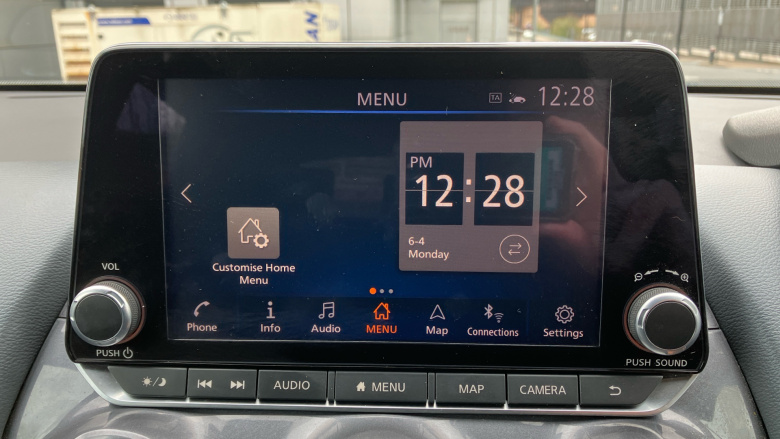 MENU
TA
12:28
PM
12:28
6-4
Monday
Customise Home
Menu
Phone
Info
Audio
MENU
Map
Connections
Settings
VOL
PUSH
PUSH SOUND
AUDIO
MENU
MAP
CAMERA